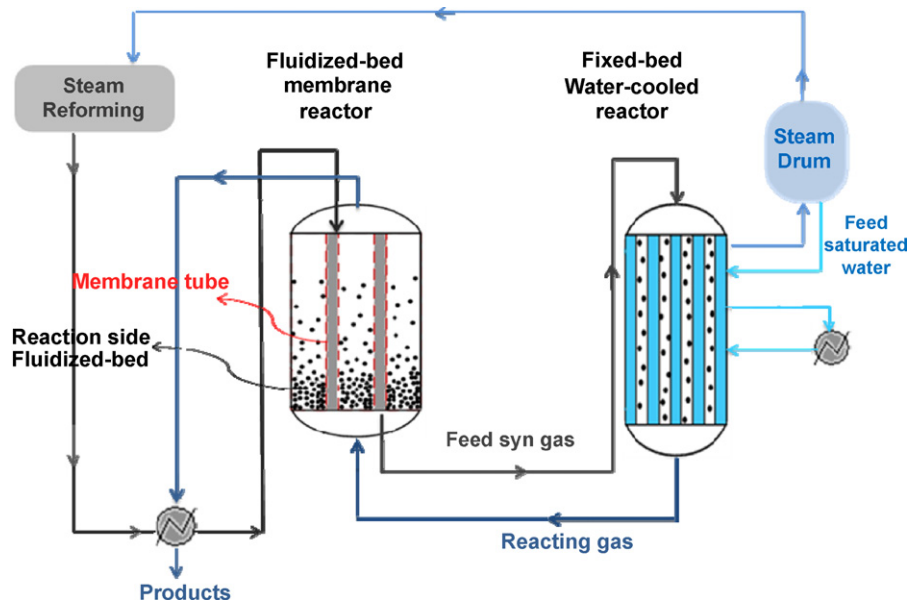 Steam
Reforming
Fluidized-bed
membrane
reactor
Fixed-bed
Water-cooled
reactor
Steam
Drum
Feed
saturated
water
Membrane tube
Reaction side
Fluidized-bed
Feed syn gas
Reacting gas
Products